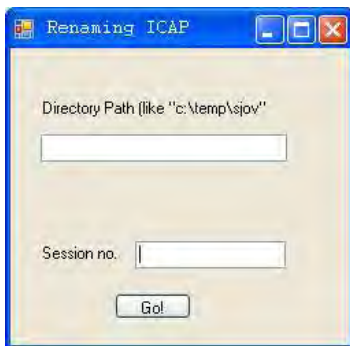 Renaming ICAP
Directory Path (like "c:\temp\sjov"
Session no.
Go!